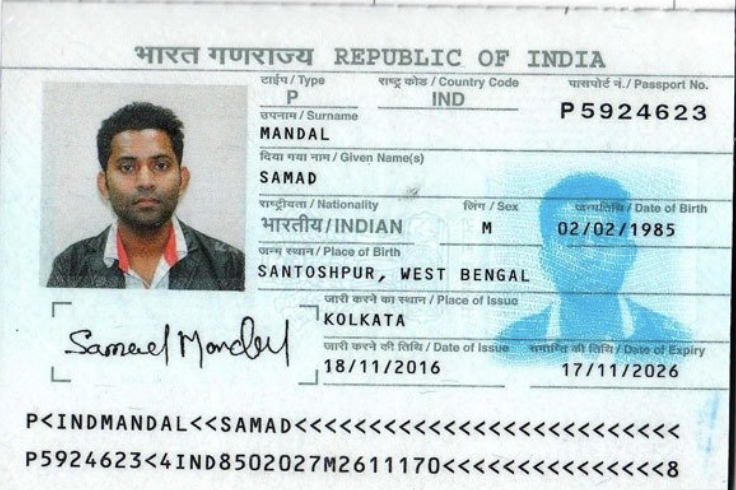 भारत गणराज्य REPUBLIC OF INDIA
टाईप / Type राष्ट्र कोड / Country Code पासपोर्ट नं. / Passport No.
P IND P5924623
उपनाम / Surname
MANDAL
दिया गया नाम / Given Name(s)
SAMAD
राष्ट्रीयता / Nationality लिंग / Sex जन्मतिथि / Date of Birth
भारतीय / INDIAN M 02/02/1985
जन्म स्थान / Place of Birth
SANTOSHPUR, WEST BENGAL
जारी करने का स्थान / Place of Issue
KOLKATA
Samad Mandal
जारी करने की तिथि / Date of Issue समाप्ति की तिथि / Date of Expiry
18/11/2016 17/11/2026
P<INDMANDAL<<SAMAD<<<<<<<<<<<<<<<<<<<<<<<<<<
P5924623<4IND8502027M2611170<<<<<<<<<<<<<<<8